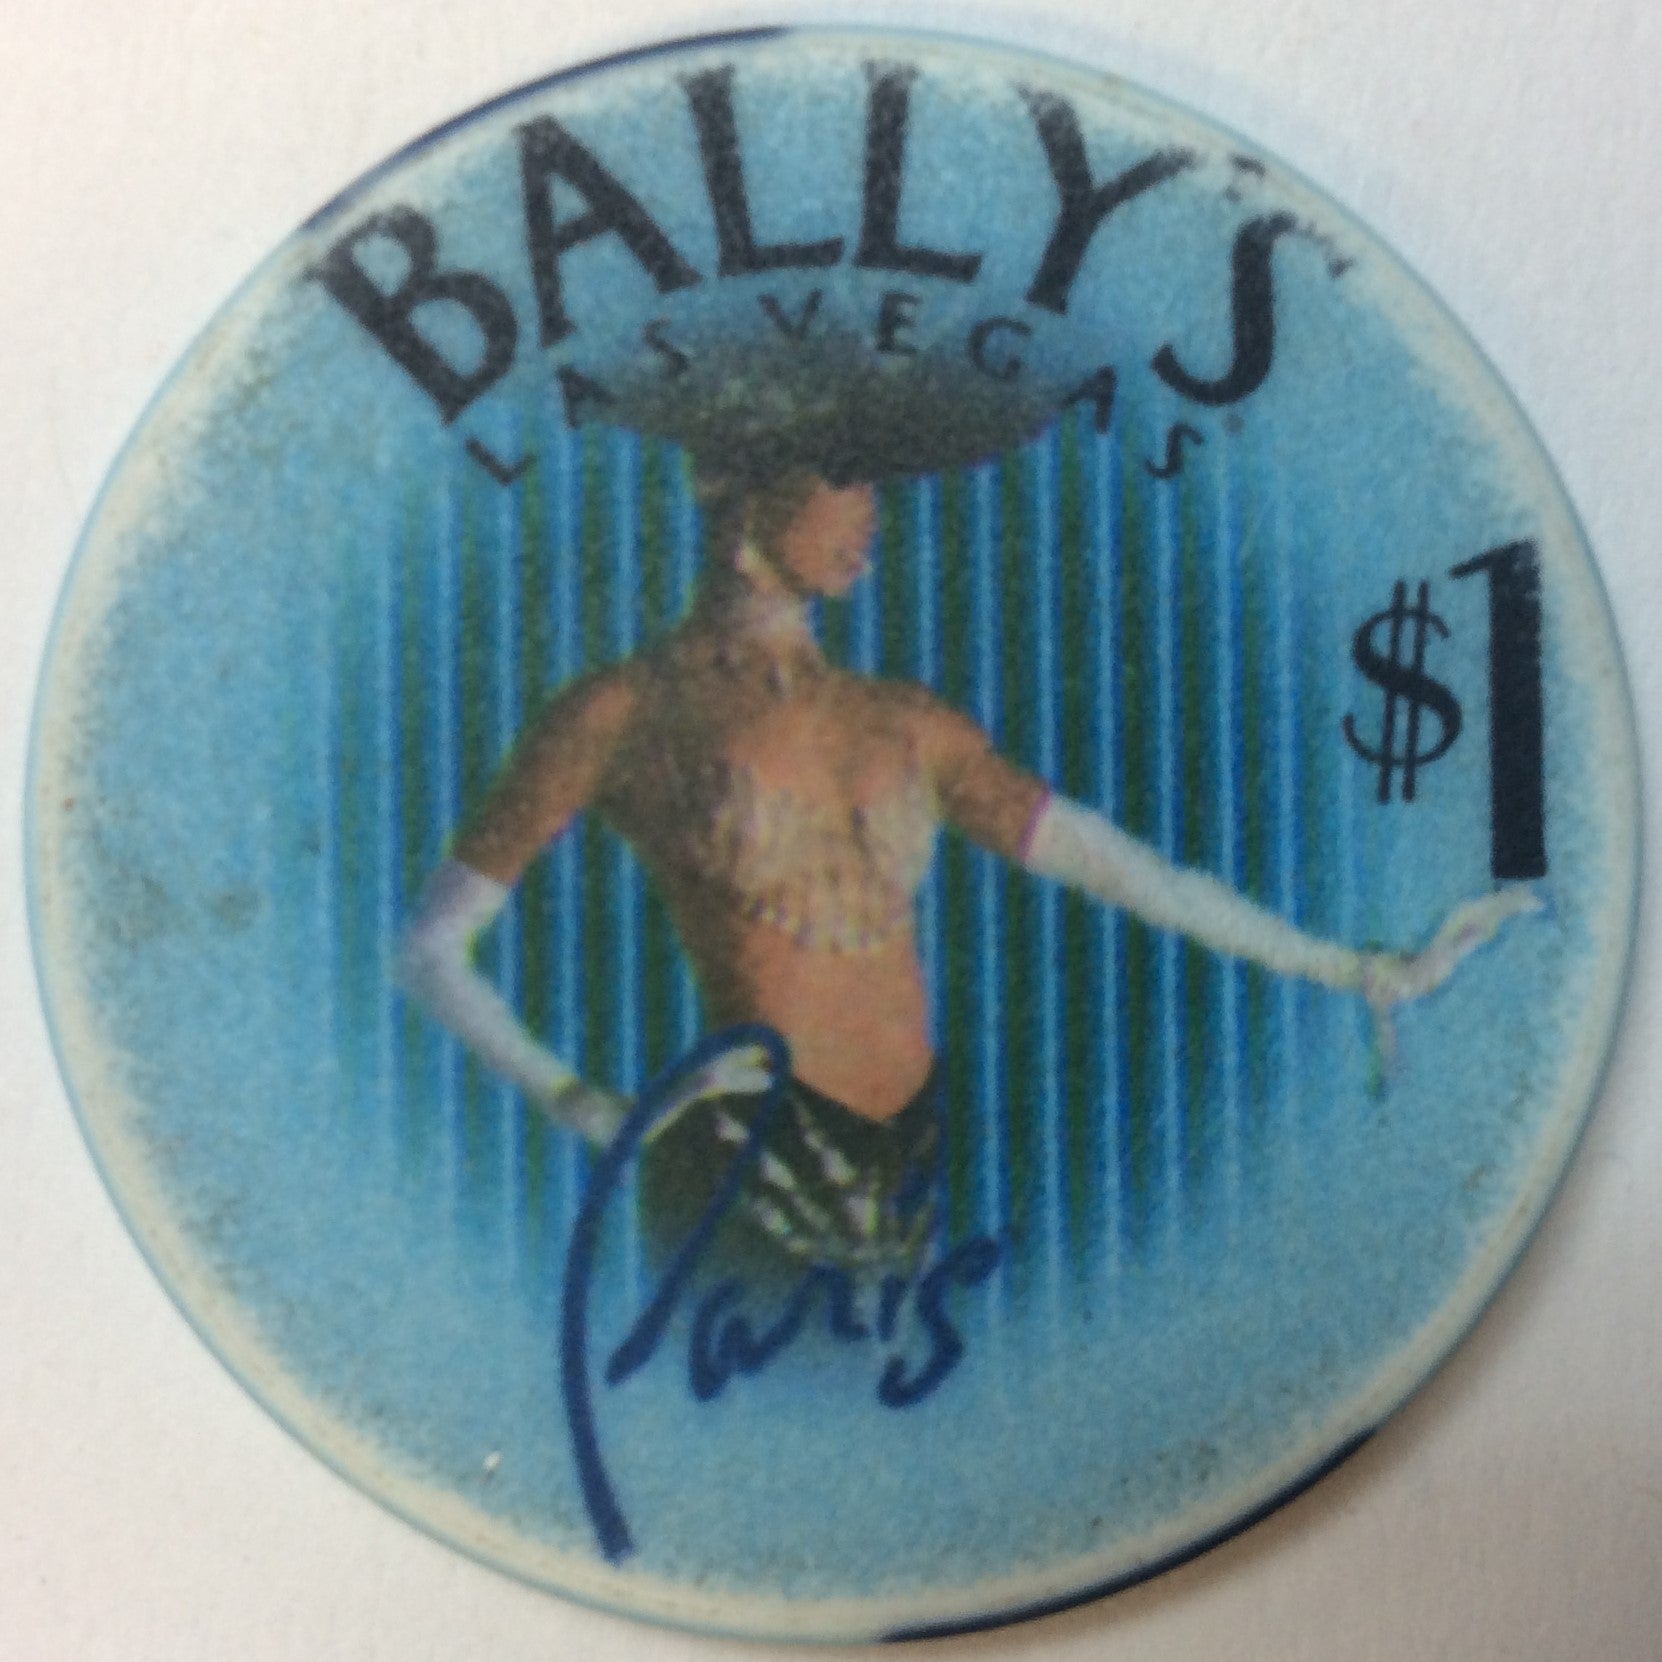 BALLY'S
LAS VEGAS
$1
Paris